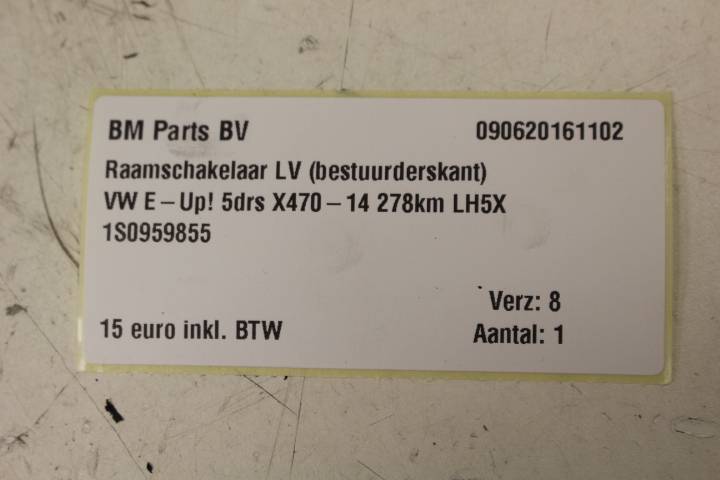 BM Parts BV 090620161102
Raamschakelaar LV (bestuurderskant)
VW E-Up! 5drs X470-14 278km LH5X
1S0959855
Verz: 8
15 euro inkl. BTW Aantal: 1